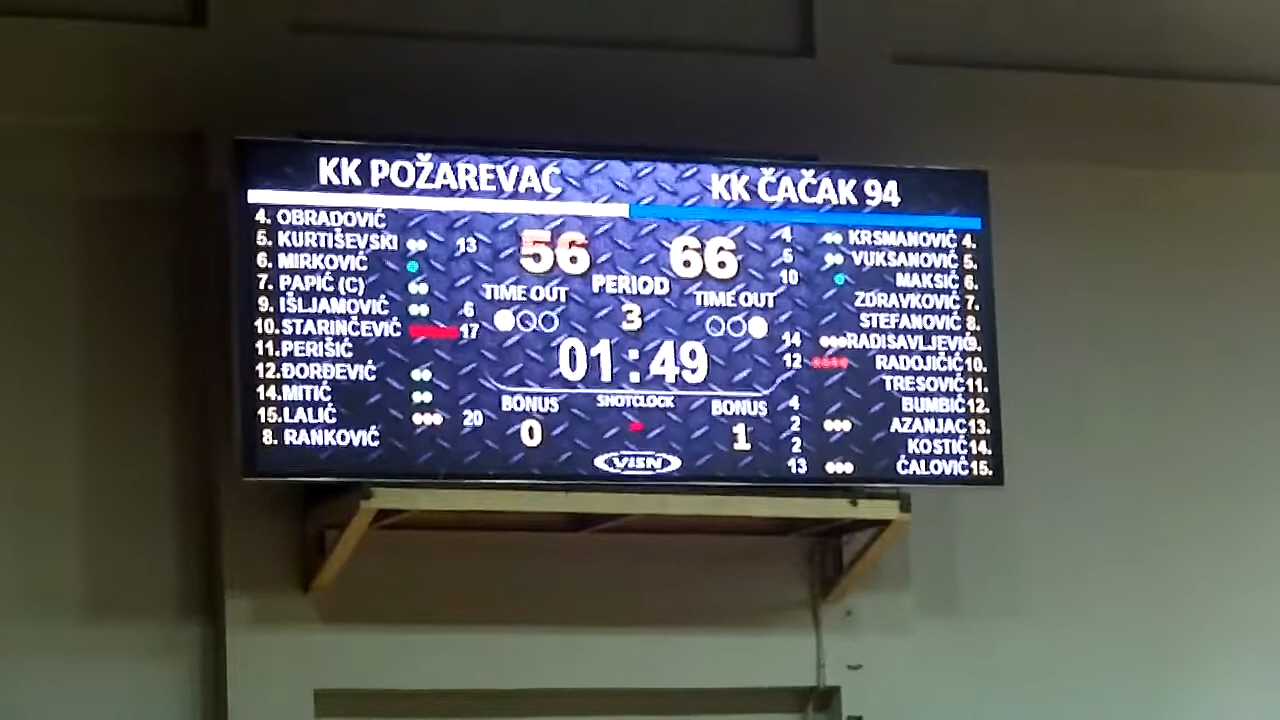 KK POŽAREVAC
KK ČAČAK 94
4. OBRADOVIĆ
5. KURTIŠEVSKI 13
6. MIRKOVIĆ
7. PAPIĆ (C)
9. IŠLJAMOVIĆ 6
10. STARINČEVIĆ 17
11. PERIŠIĆ
12. ĐORĐEVIĆ
14. MITIĆ
15. LALIĆ 20
8. RANKOVIĆ
56 66
PERIOD
TIME OUT TIME OUT
3
01:49
BONUS SHOTCLOCK BONUS
0 1
VISN
4 KRSMANOVIĆ 4.
5 VUKSANOVIĆ 5.
10 MAKSIĆ 6.
ZDRAVKOVIĆ 7.
STEFANOVIĆ 8.
14 RADISAVLJEVIĆ 9.
12 RADOJIČIĆ 10.
TRESOVIĆ 11.
4 BUMBIĆ 12.
2 AZANJAC 13.
2 KOSTIĆ 14.
13 ĆALOVIĆ 15.